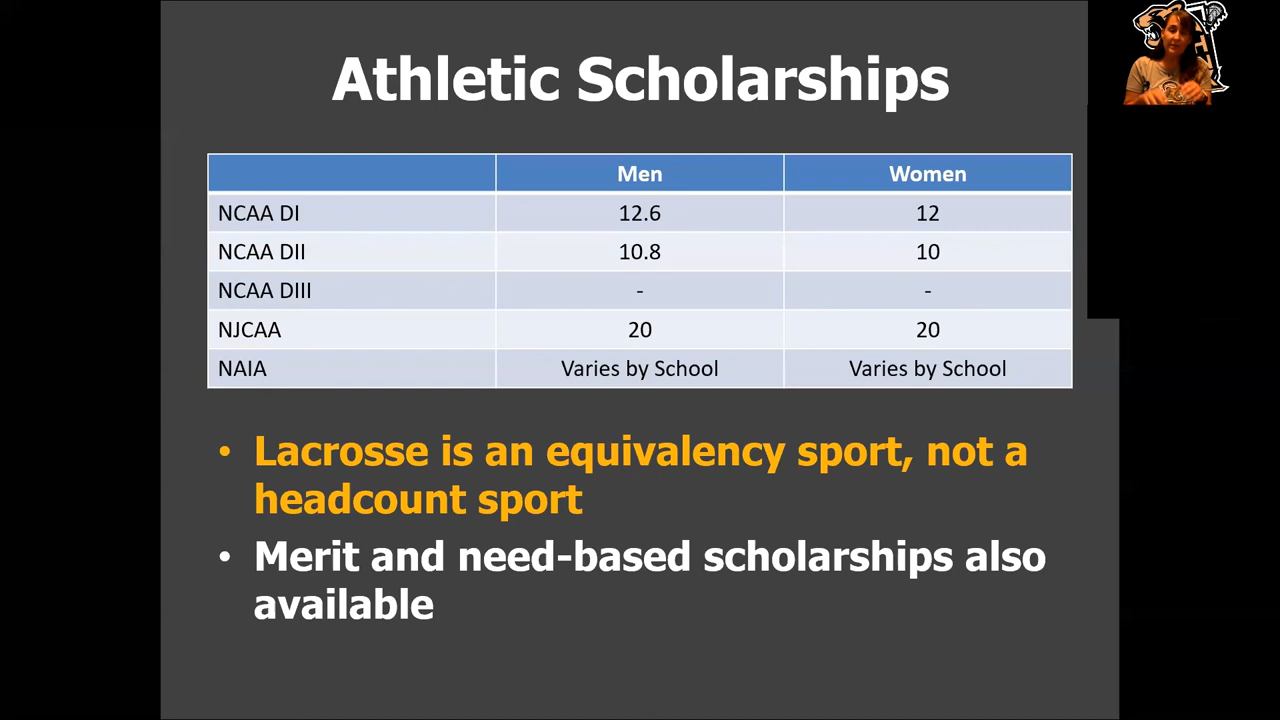 Athletic Scholarships
Men Women
NCAA DI 12.6 12
NCAA DII 10.8 10
NCAA DIII - -
NJCAA 20 20
NAIA Varies by School Varies by School
• Lacrosse is an equivalency sport, not a
headcount sport
• Merit and need-based scholarships also
available